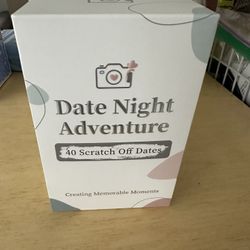 Date Night
Adventure
40 Scratch Off Dates
Creating Memorable Moments